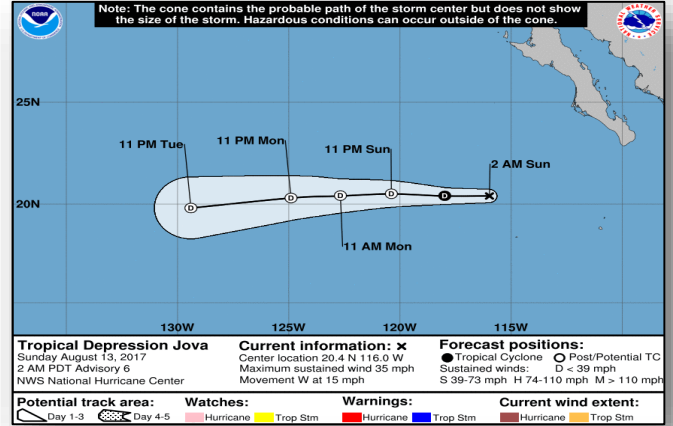 Note: The cone contains the probable path of the storm center but does not show
the size of the storm. Hazardous conditions can occur outside of the cone.
NOAA
NATIONAL WEATHER SERVICE
25N
11 PM Tue
11 PM Mon
11 PM Sun
2 AM Sun
D D D D D
20N
11 AM Mon
130W 125W 120W 115W
Tropical Depression Jova
Sunday August 13, 2017
2 AM PDT Advisory 6
NWS National Hurricane Center
Current information: x
Center location 20.4 N 116.0 W
Maximum sustained wind 35 mph
Movement W at 15 mph
Forecast positions:
Tropical Cyclone Post/Potential TC
Sustained winds: D < 39 mph
S 39-73 mph H 74-110 mph M > 110 mph
Potential track area:
Day 1-3 Day 4-5
Watches:
Hurricane Trop Stm
Warnings:
Hurricane Trop Stm
Current wind extent:
Hurricane Trop Stm